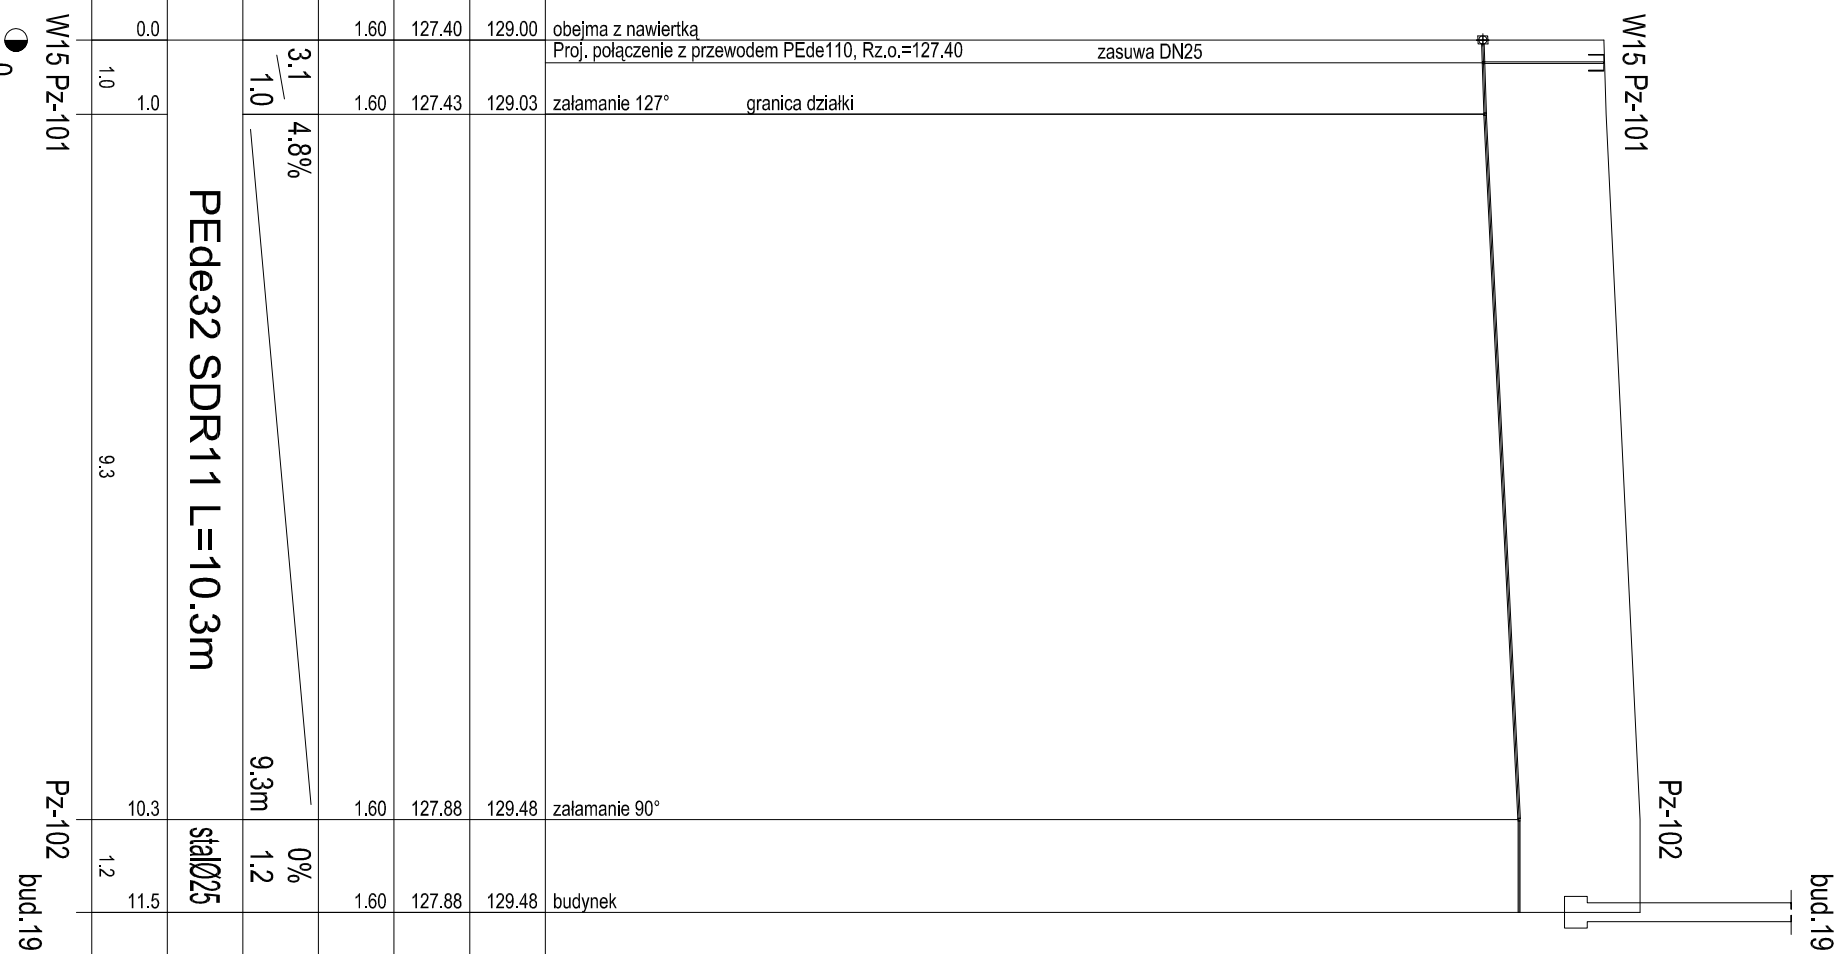 W15 Pz-101
0.0
1.60
127.40
129.00
obejma z nawiertką
Proj. połączenie z przewodem PEde110, Rz.o.=127.40
zasuwa DN25
W15 Pz-101
1.0
3.1
1.0
1.0
1.60
127.43
129.03
załamanie 127°
granica działki
4.8%
PEde32 SDR11 L=10.3m
9.3
9.3m
Pz-102
10.3
1.60
127.88
129.48
załamanie 90°
Pz-102
1.2
stalØ25
0%
1.2
bud.19
11.5
1.60
127.88
129.48
budynek
bud.19